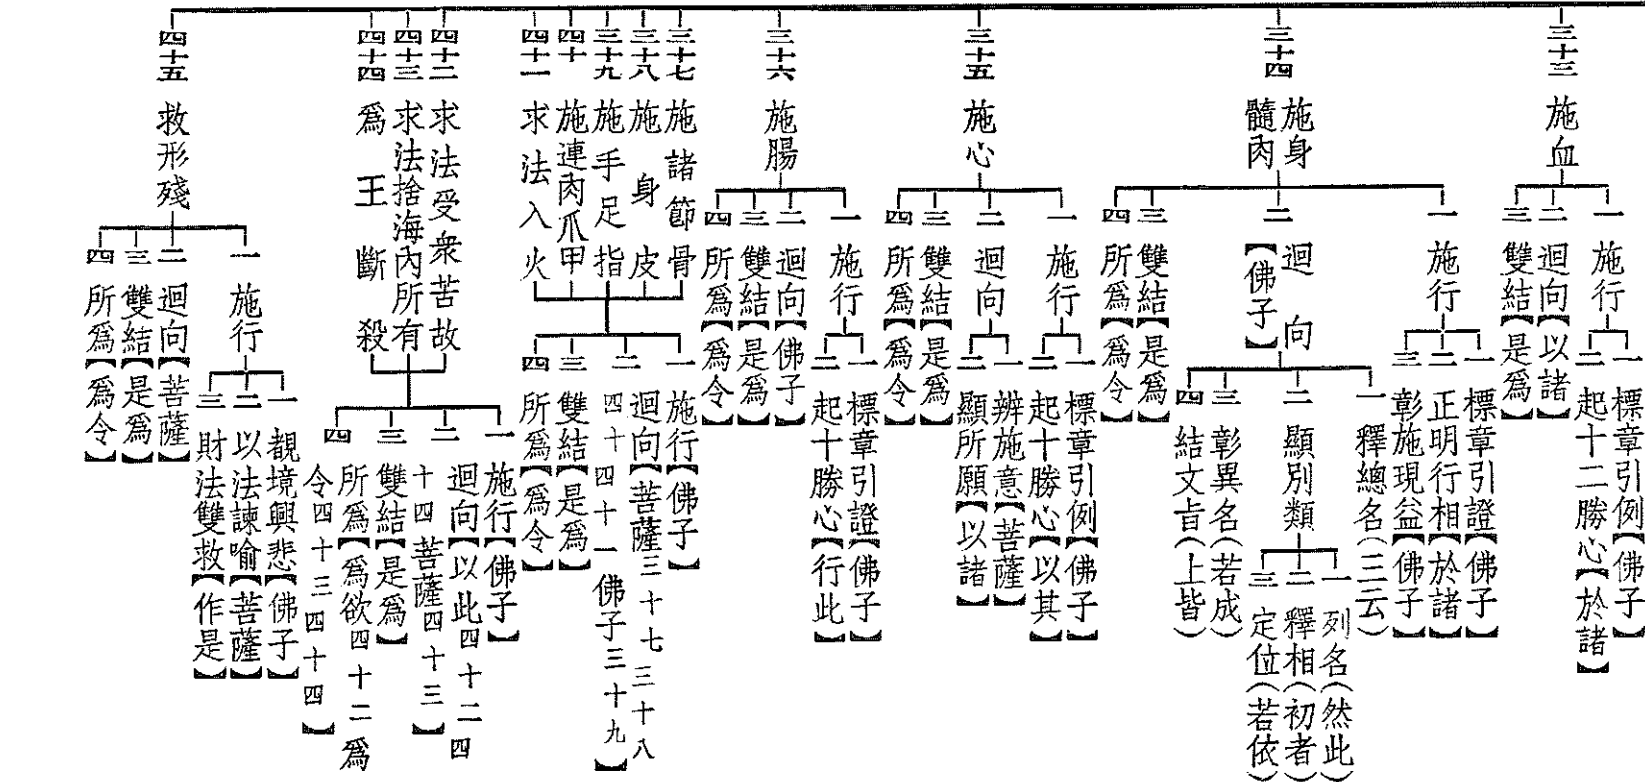 三十三 施血
一 施行
一 標章引例【佛子】
二 起十二勝心【於諸】
二 迴向【以諸】
三 雙結【是爲】
三十四 施身髓肉
一 施行
一 標章引證【佛子】
二 正明行相【於諸】
三 彰施現益【佛子】
二 迴向【佛子】
一 釋總名(三云)
二 顯別類
一 列名(然此)
二 釋相(初者)
三 定位(若依)
三 彰異名(若成)
四 結文旨(上皆)
三 雙結【是爲】
四 所爲【爲令】
三十五 施心
一 施行
一 標章引例【佛子】
二 起十勝心【以其】
二 迴向
一 辨施意【菩薩】
二 顯所願【以諸】
三 雙結【是爲】
四 所爲【爲令】
三十六 施腸
一 施行
一 標章引證【佛子】
二 起十勝心【行此】
二 迴向【佛子】
三 雙結【是爲】
四 所爲【爲令】
三十七 施諸節骨
三十八 施身皮
三十九 施手足指
四十 施連肉爪甲
四十一 求法入火
一 施行【佛子】
二 迴向【菩薩三十七三十八四十四十一佛子三十九】
三 雙結【是爲】
四 所爲【爲令】
四十二 求法受衆苦故
四十三 求法捨海內所有
四十四 爲王斷殺
一 施行【佛子】
二 迴向【以此四十二四十四菩薩四十三】
三 雙結【是爲】
四 所爲【爲欲四十二爲令四十三四十四】
四十五 救形殘
一 施行
一 覩境興悲【佛子】
二 以法諫喻【菩薩】
三 財法雙救【作是】
二 迴向【菩薩】
三 雙結【是爲】
四 所爲【爲令】